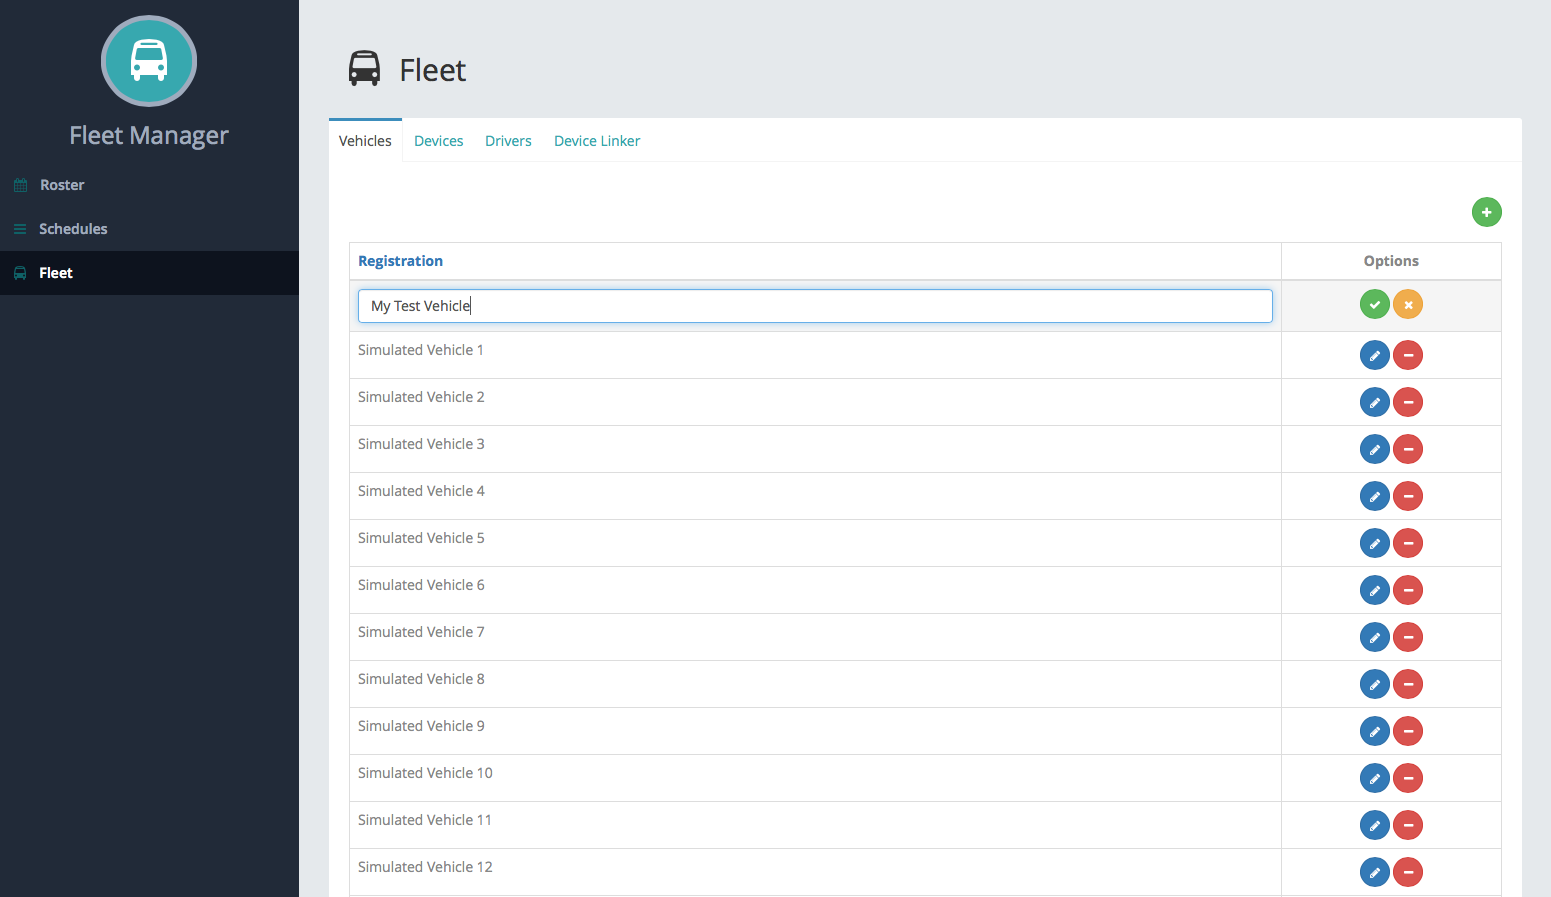 Fleet Manager
Roster
Schedules
Fleet
Fleet
Vehicles Devices Drivers Device Linker
Registration Options
My Test Vehicle
Simulated Vehicle 1
Simulated Vehicle 2
Simulated Vehicle 3
Simulated Vehicle 4
Simulated Vehicle 5
Simulated Vehicle 6
Simulated Vehicle 7
Simulated Vehicle 8
Simulated Vehicle 9
Simulated Vehicle 10
Simulated Vehicle 11
Simulated Vehicle 12